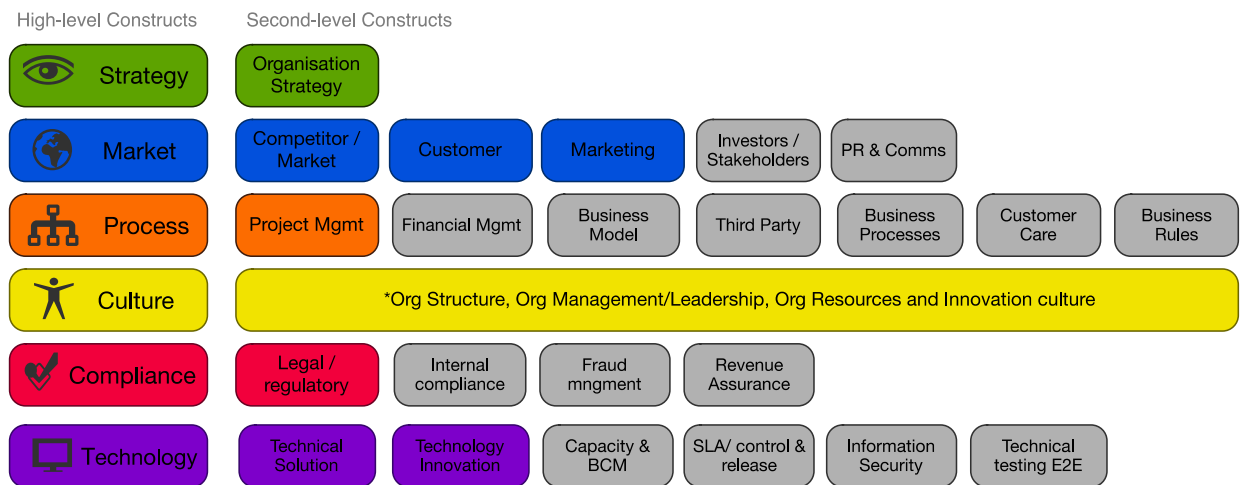 High-level Constructs
Second-level Constructs
Strategy
Organisation
Strategy
Market
Competitor /
Market
Customer
Marketing
Investors /
Stakeholders
PR & Comms
Process
Project Mgmt
Financial Mgmt
Business
Model
Third Party
Business
Processes
Customer
Care
Business
Rules
Culture
*Org Structure, Org Management/Leadership, Org Resources and Innovation culture
Compliance
Legal /
regulatory
Internal
compliance
Fraud
mngment
Revenue
Assurance
Technology
Technical
Solution
Technology
Innovation
Capacity &
BCM
SLA/ control &
release
Information
Security
Technical
testing E2E